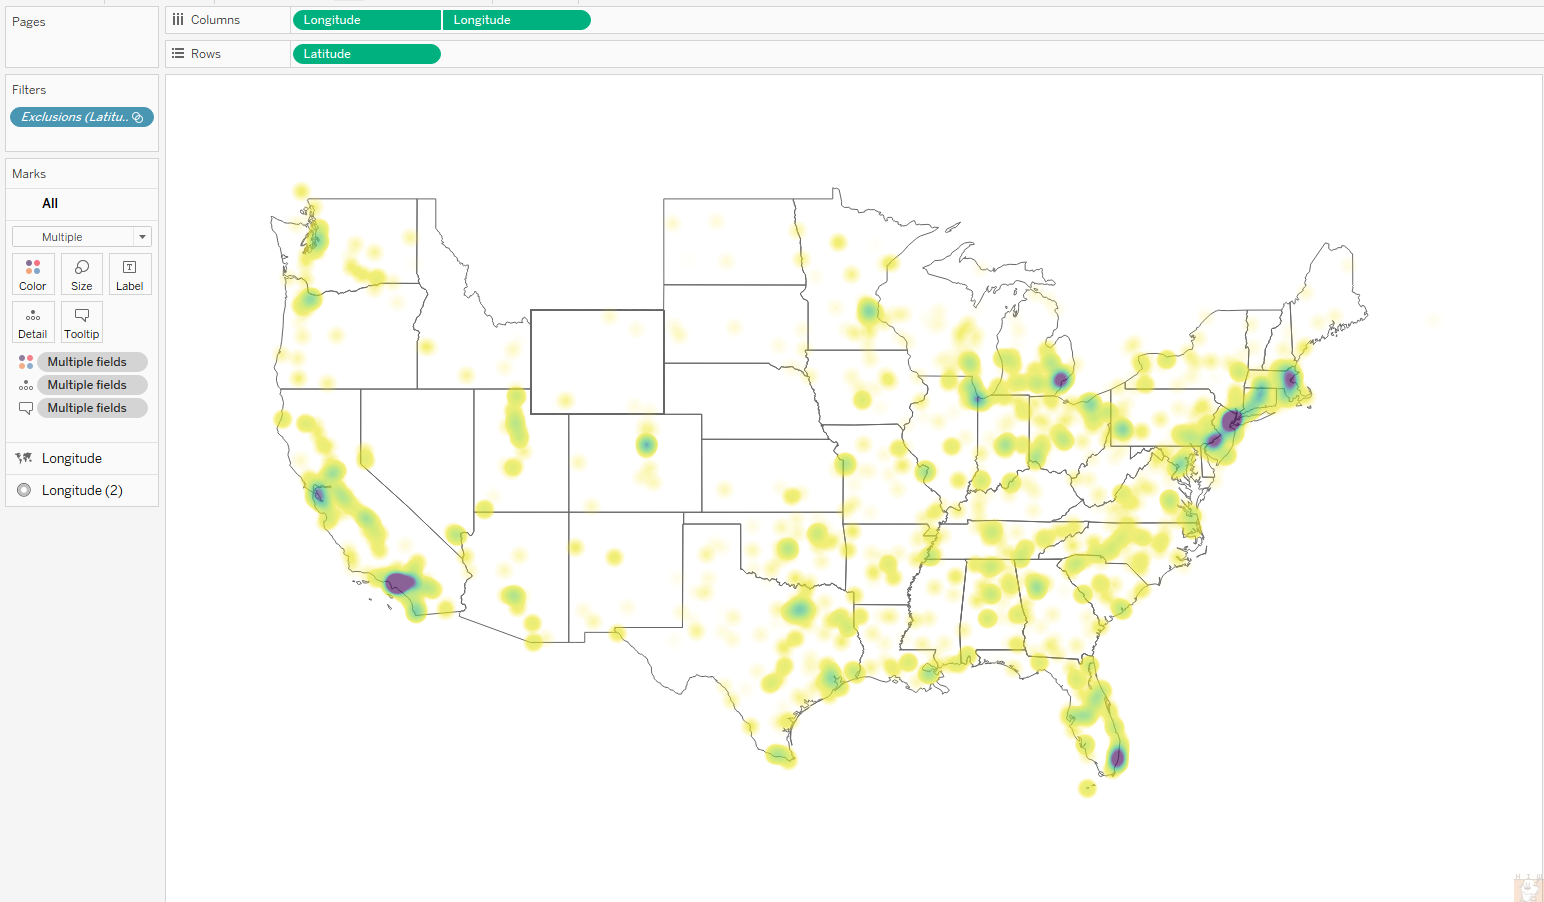 Pages
Columns
Longitude
Longitude
Rows
Latitude
Filters
Exclusions (Latitu..
Marks
All
Multiple
Color
Size
T
Label
Detail
Tooltip
Multiple fields
Multiple fields
Multiple fields
Longitude
Longitude (2)